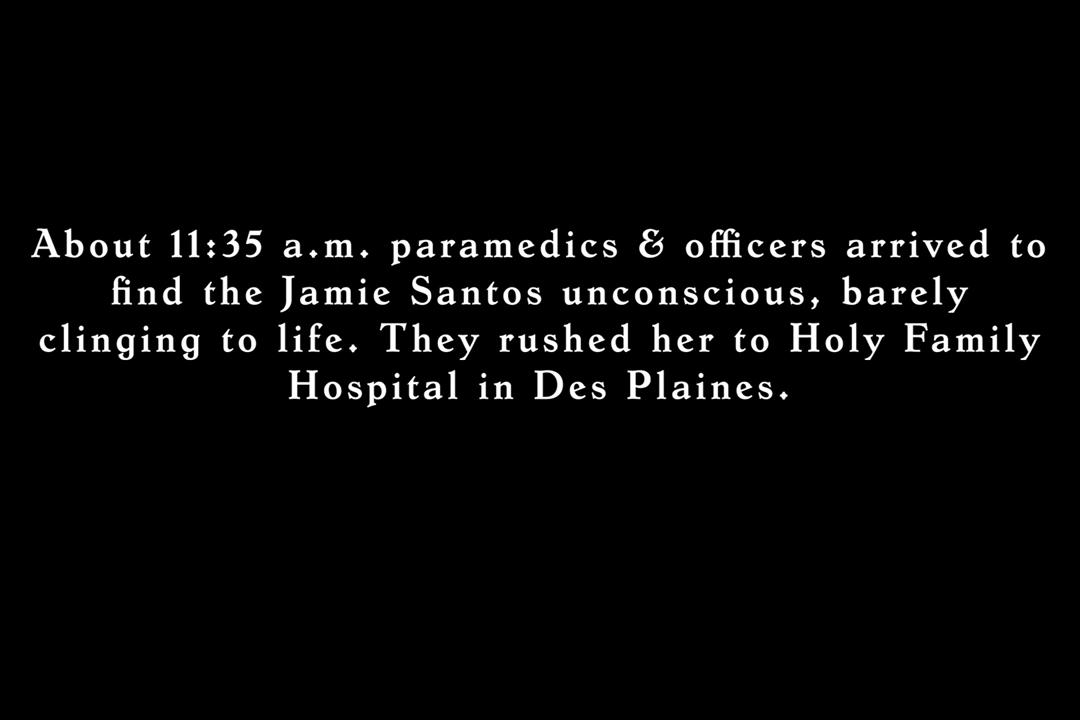 About 11:35 a.m. paramedics & officers arrived to
find the Jamie Santos unconscious, barely
clinging to life. They rushed her to Holy Family
Hospital in Des Plaines.